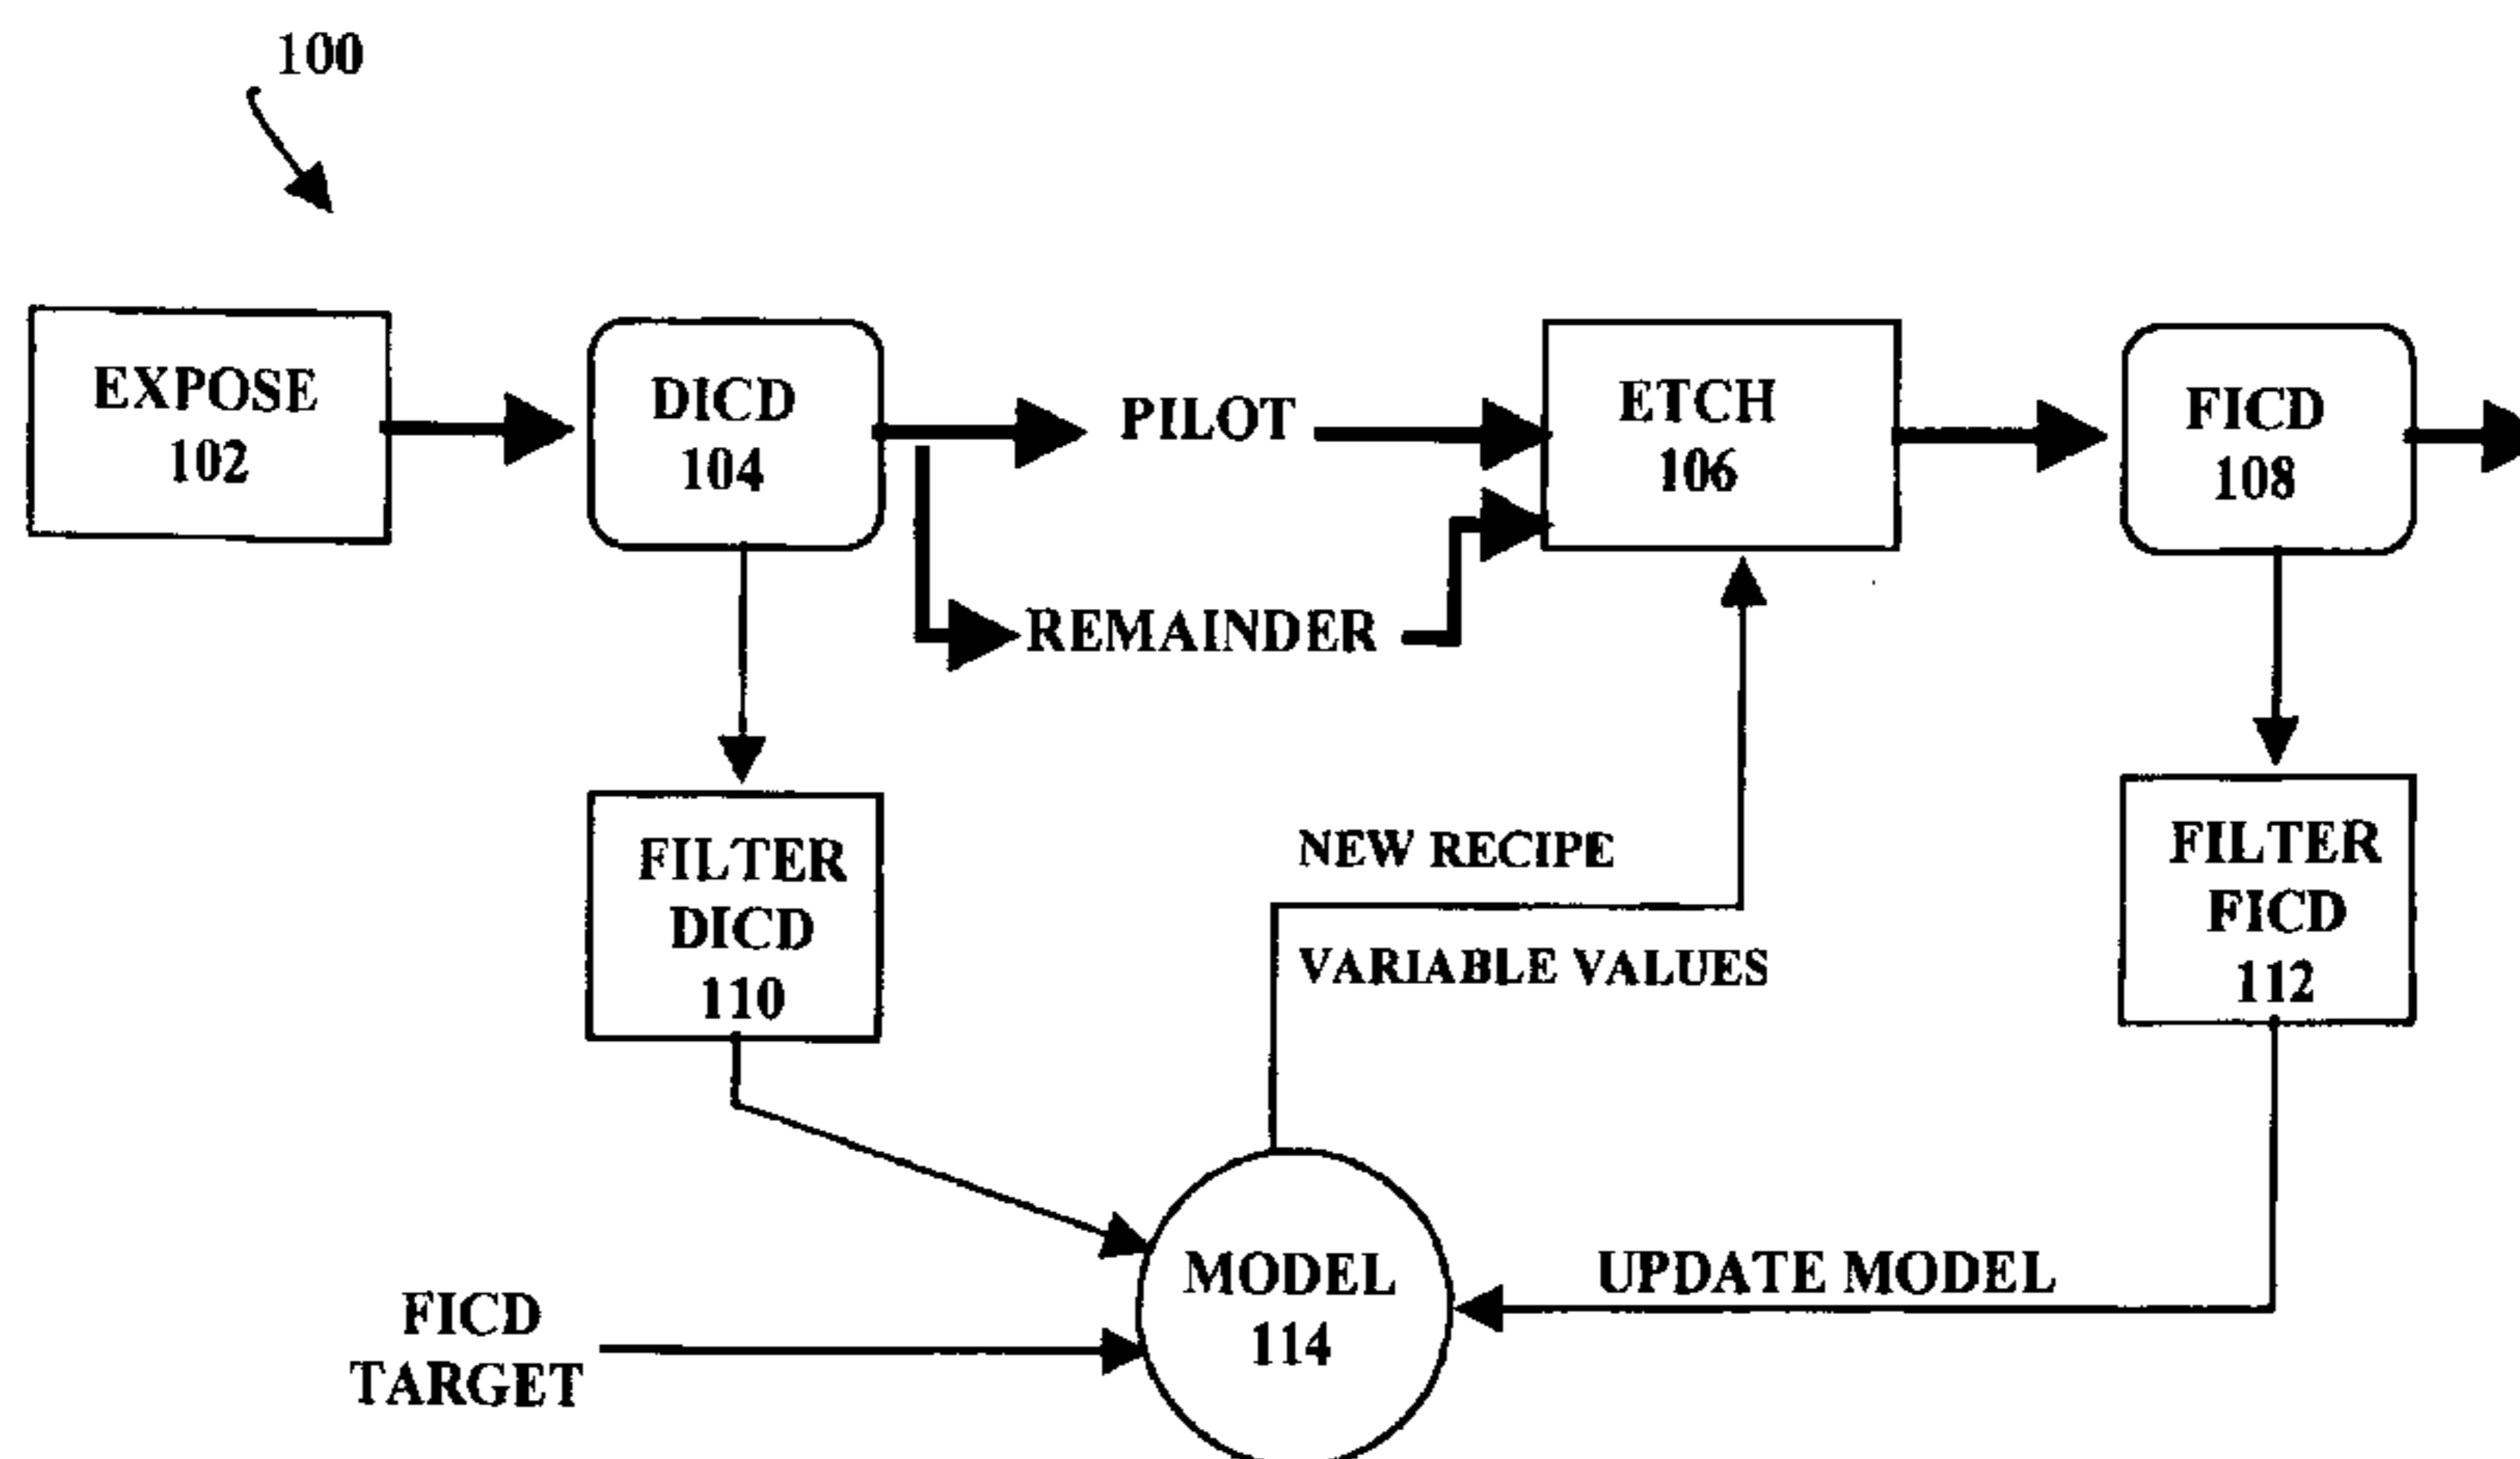 100
EXPOSE
102
DICD
104
PILOT
ETCH
106
FICD
108
REMAINDER
FILTER
DICD
110
NEW RECIPE
VARIABLE VALUES
FILTER
FICD
112
FICD
TARGET
MODEL
114
UPDATE MODEL